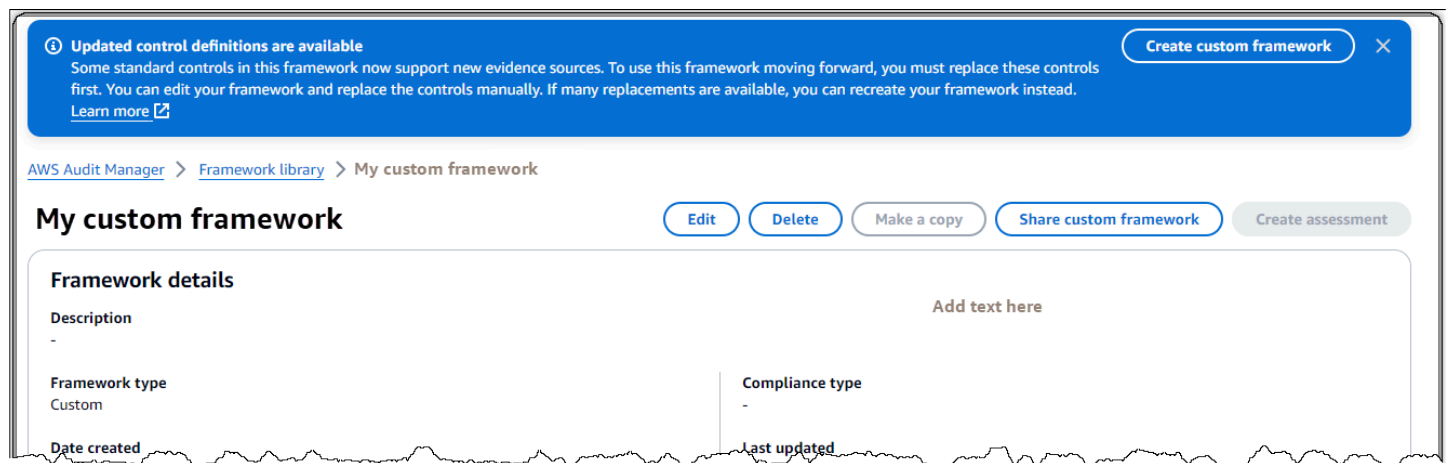 Updated control definitions are available
Create custom framework
Some standard controls in this framework now support new evidence sources. To use this framework moving forward, you must replace these controls
first. You can edit your framework and replace the controls manually. If many replacements are available, you can recreate your framework instead.
Learn more
AWS Audit Manager > Framework library > My custom framework
My custom framework
Edit
Delete
Make a copy
Share custom framework
Create assessment
Framework details
Add text here
Description
-
Framework type
Compliance type
Custom
-
Date created
Last updated